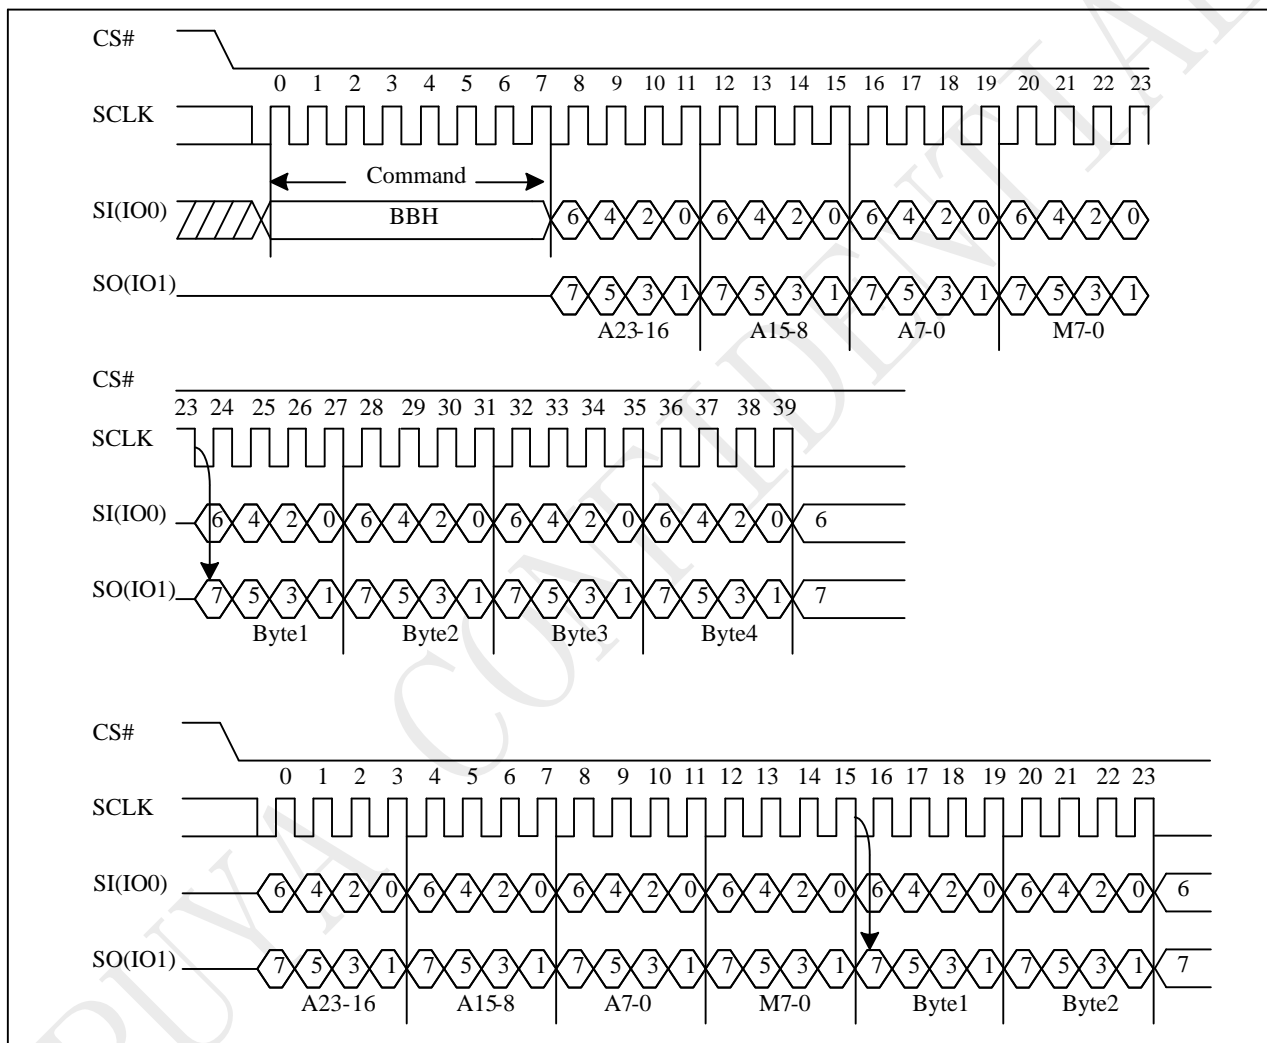 CS#
0 1 2 3 4 5 6 7 8 9 10 11 12 13 14 15 16 17 18 19 20 21 22 23
SCLK
Command
SI(IO0) BBH 6 4 2 0 6 4 2 0 6 4 2 0 6 4 2 0
SO(IO1) 7 5 3 1 7 5 3 1 7 5 3 1 7 5 3 1
A23-16 A15-8 A7-0 M7-0
CS#
23 24 25 26 27 28 29 30 31 32 33 34 35 36 37 38 39
SCLK
SI(IO0) 6 4 2 0 6 4 2 0 6 4 2 0 6 4 2 0 6
SO(IO1) 7 5 3 1 7 5 3 1 7 5 3 1 7 5 3 1 7
Byte1 Byte2 Byte3 Byte4
CS#
0 1 2 3 4 5 6 7 8 9 10 11 12 13 14 15 16 17 18 19 20 21 22 23
SCLK
SI(IO0) 6 4 2 0 6 4 2 0 6 4 2 0 6 4 2 0 6 4 2 0 6 4 2 0 6
SO(IO1) 7 5 3 1 7 5 3 1 7 5 3 1 7 5 3 1 7 5 3 1 7 5 3 1 7
A23-16 A15-8 A7-0 M7-0 Byte1 Byte2
PUYA CONFIDENTIAL